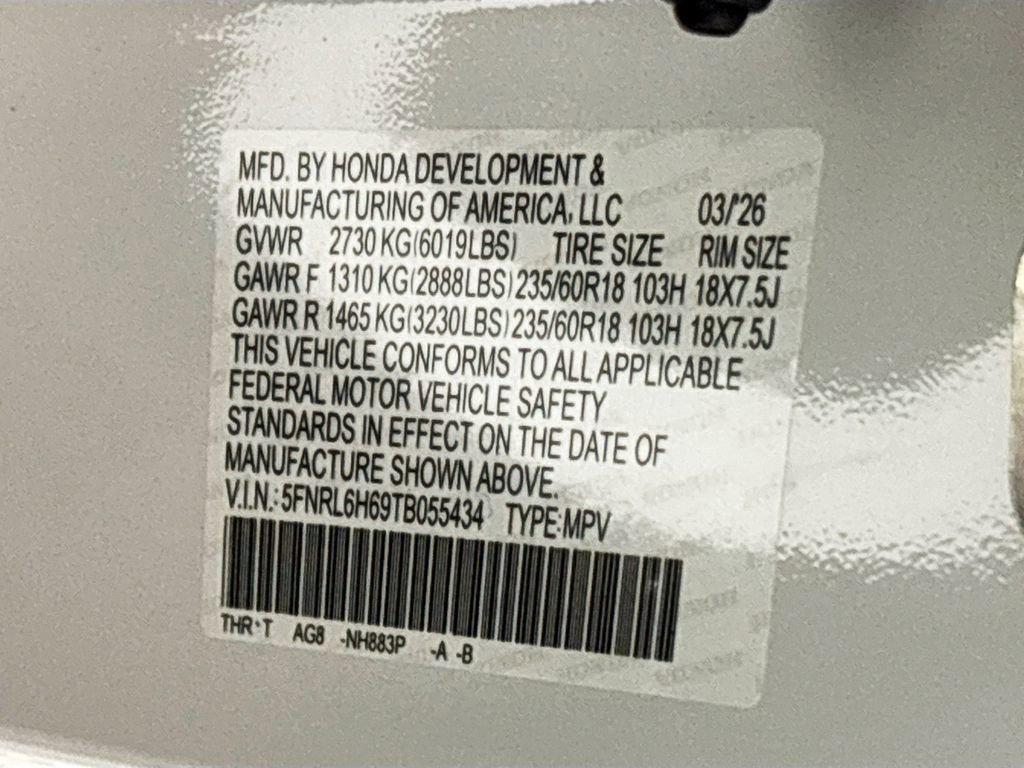 MFD. BY HONDA DEVELOPMENT &
MANUFACTURING OF AMERICA, LLC 03/'26
GVWR 2730 KG(6019LBS) TIRE SIZE RIM SIZE
GAWR F 1310 KG(2888LBS) 235/60R18 103H 18X7.5J
GAWR R 1465 KG(3230LBS) 235/60R18 103H 18X7.5J
THIS VEHICLE CONFORMS TO ALL APPLICABLE
FEDERAL MOTOR VEHICLE SAFETY
STANDARDS IN EFFECT ON THE DATE OF
MANUFACTURE SHOWN ABOVE.
V.I.N.: 5FNRL6H69TB055434 TYPE:MPV
THR*T AG8 -NH883P -A -B